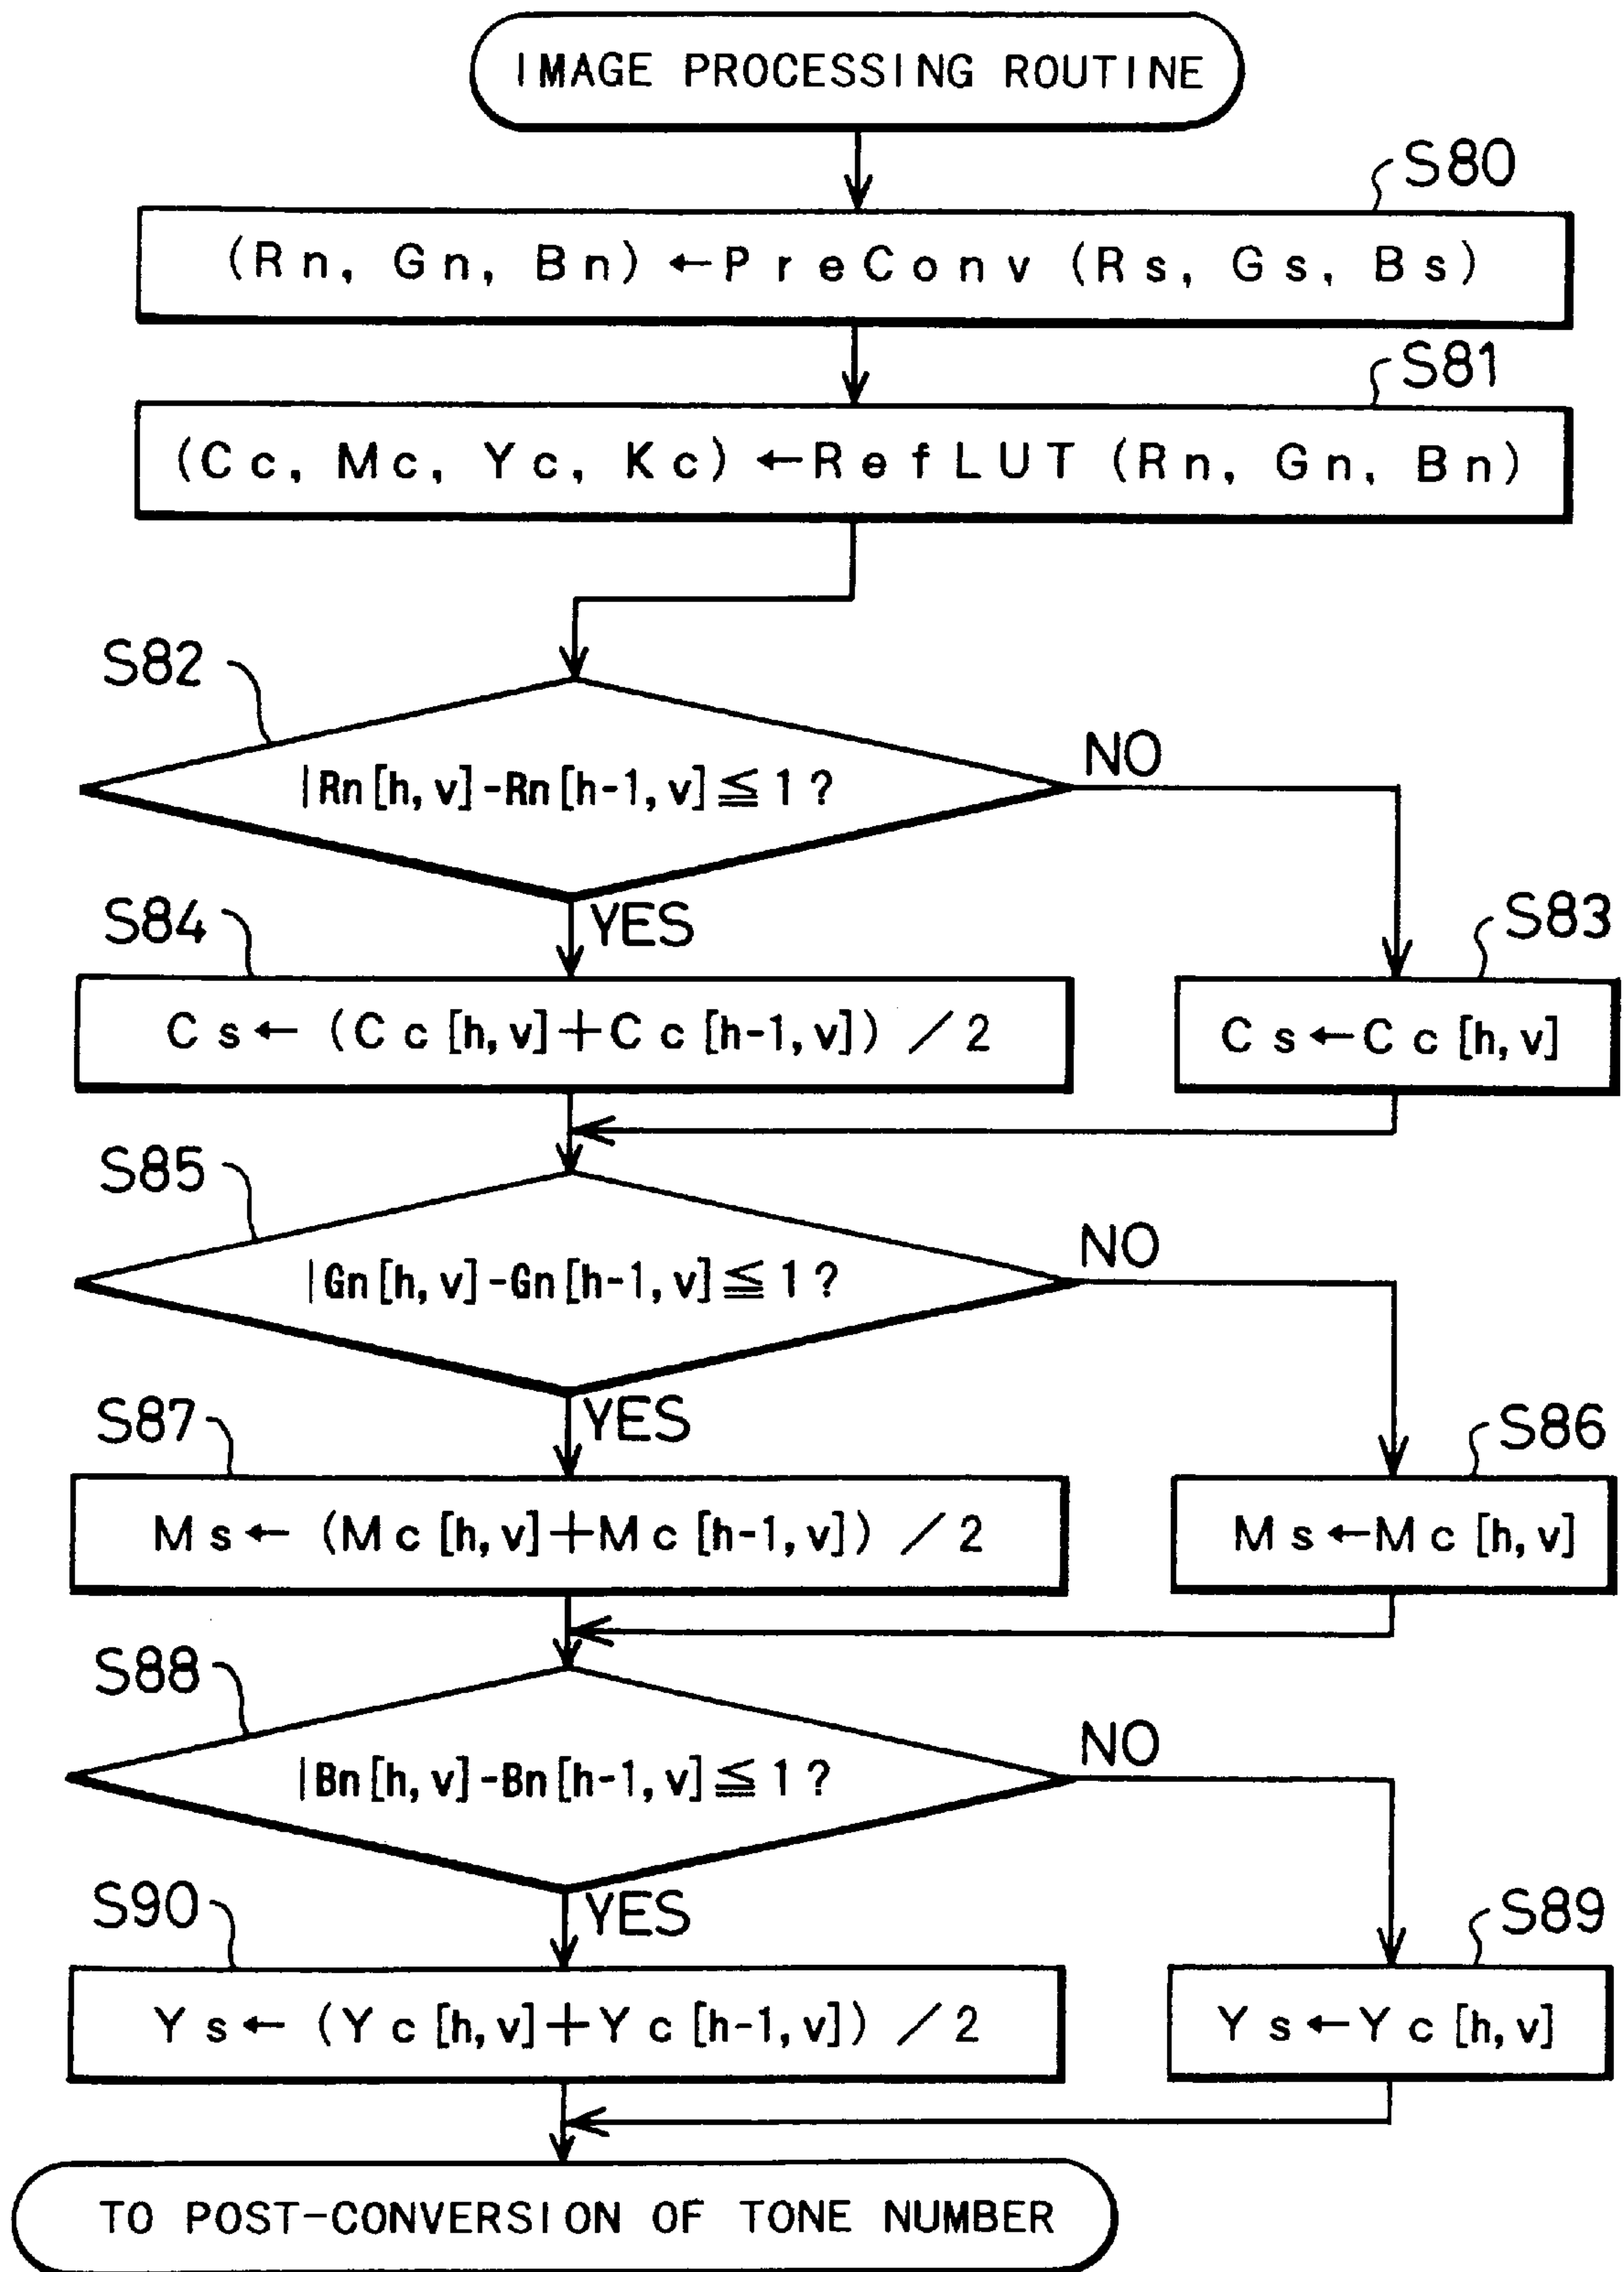 IMAGE PROCESSING ROUTINE
S80
(Rn, Gn, Bn) ←PreConv (Rs, Gs, Bs)
S81
(Cc, Mc, Yc, Kc) ←RefLUT (Rn, Gn, Bn)
S82
|Rn[h, v]-Rn[h-1, v]≦1?
NO
YES
S84
S83
Cs← (Cc[h, v]+Cc[h-1, v]) /2
Cs←Cc[h, v]
S85
|Gn[h, v]-Gn[h-1, v]≦1?
NO
YES
S87
S86
Ms← (Mc[h, v]+Mc[h-1, v]) /2
Ms←Mc[h, v]
S88
|Bn[h, v]-Bn[h-1, v]≦1?
NO
YES
S90
S89
Ys← (Yc[h, v]+Yc[h-1, v]) /2
Ys←Yc[h, v]
TO POST-CONVERSION OF TONE NUMBER